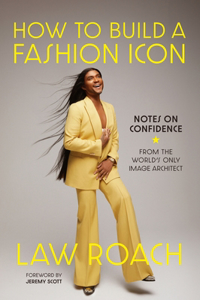 HOW TO BUILD A
FASHION ICON
NOTES ON
CONFIDENCE
FROM THE
WORLD'S ONLY
IMAGE ARCHITECT
LAW ROACH
FOREWORD BY
JEREMY SCOTT